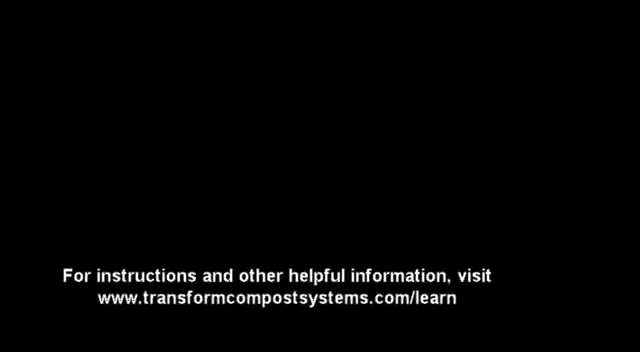 For instructions and other helpful information, visit
www.transformcompostsystems.com/learn